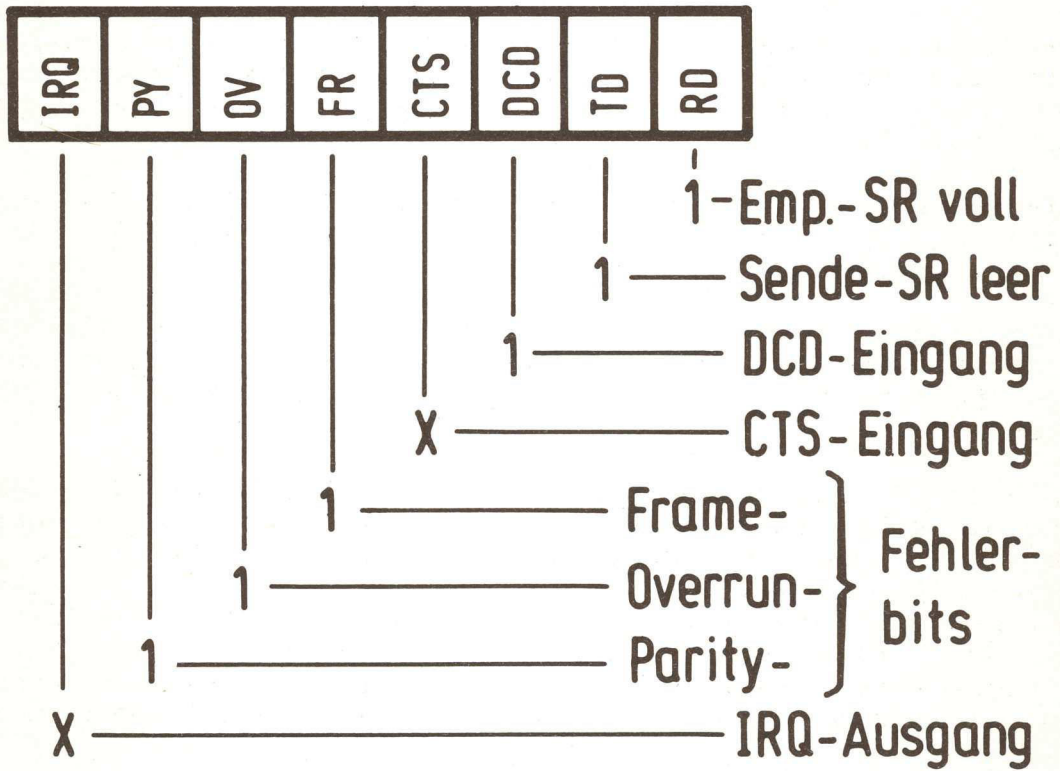 IRQ PY OV FR CTS DCD TD RD
1 - Emp.-SR voll
1 Sende-SR leer
1 DCD-Eingang
X CTS-Eingang
1 Frame-
1 Overrun-
1 Parity-
Fehler-
bits
X IRQ-Ausgang